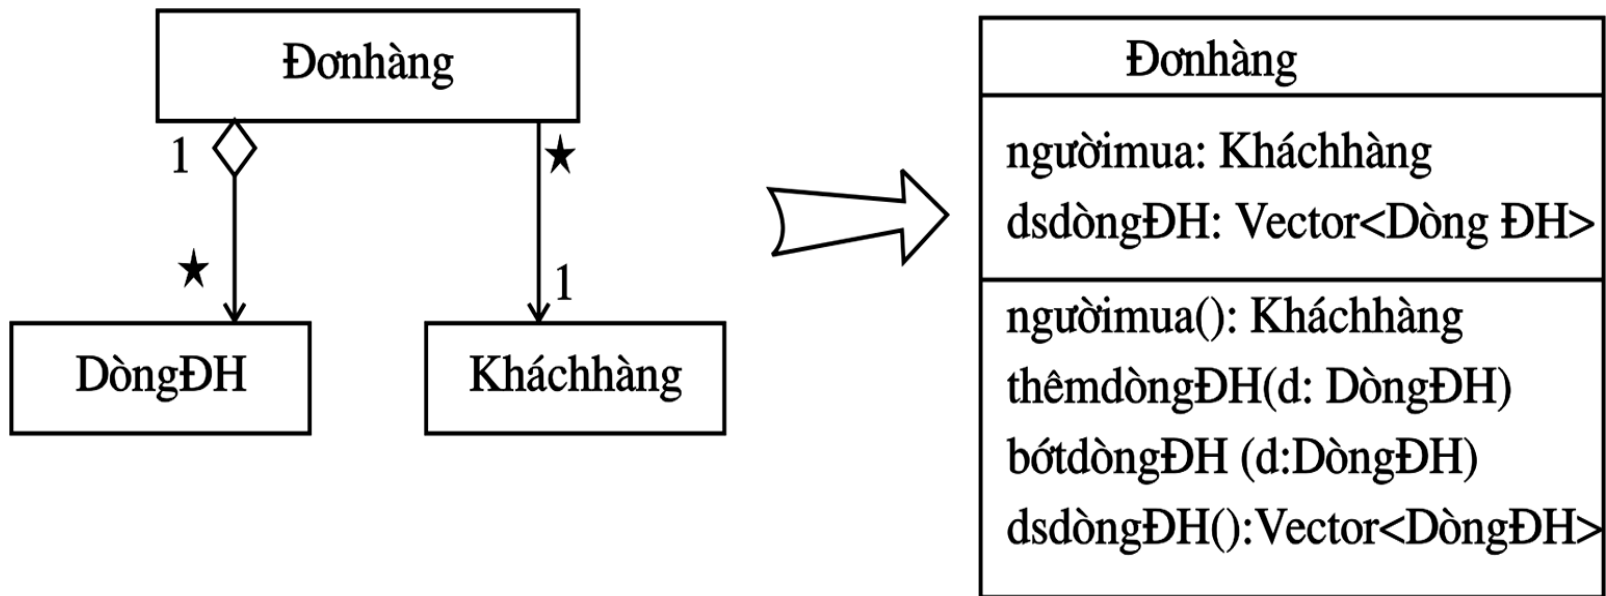 Đơnhàng
1
★
★
1
DòngĐH
Kháchhàng
Đơnhàng
ngườimua: Kháchhàng
dsdòngĐH: Vector<Dòng ĐH>
ngườimua(): Kháchhàng
thêmdòngĐH(d: DòngĐH)
bớtdòngĐH (d:DòngĐH)
dsdòngĐH():Vector<DòngĐH>